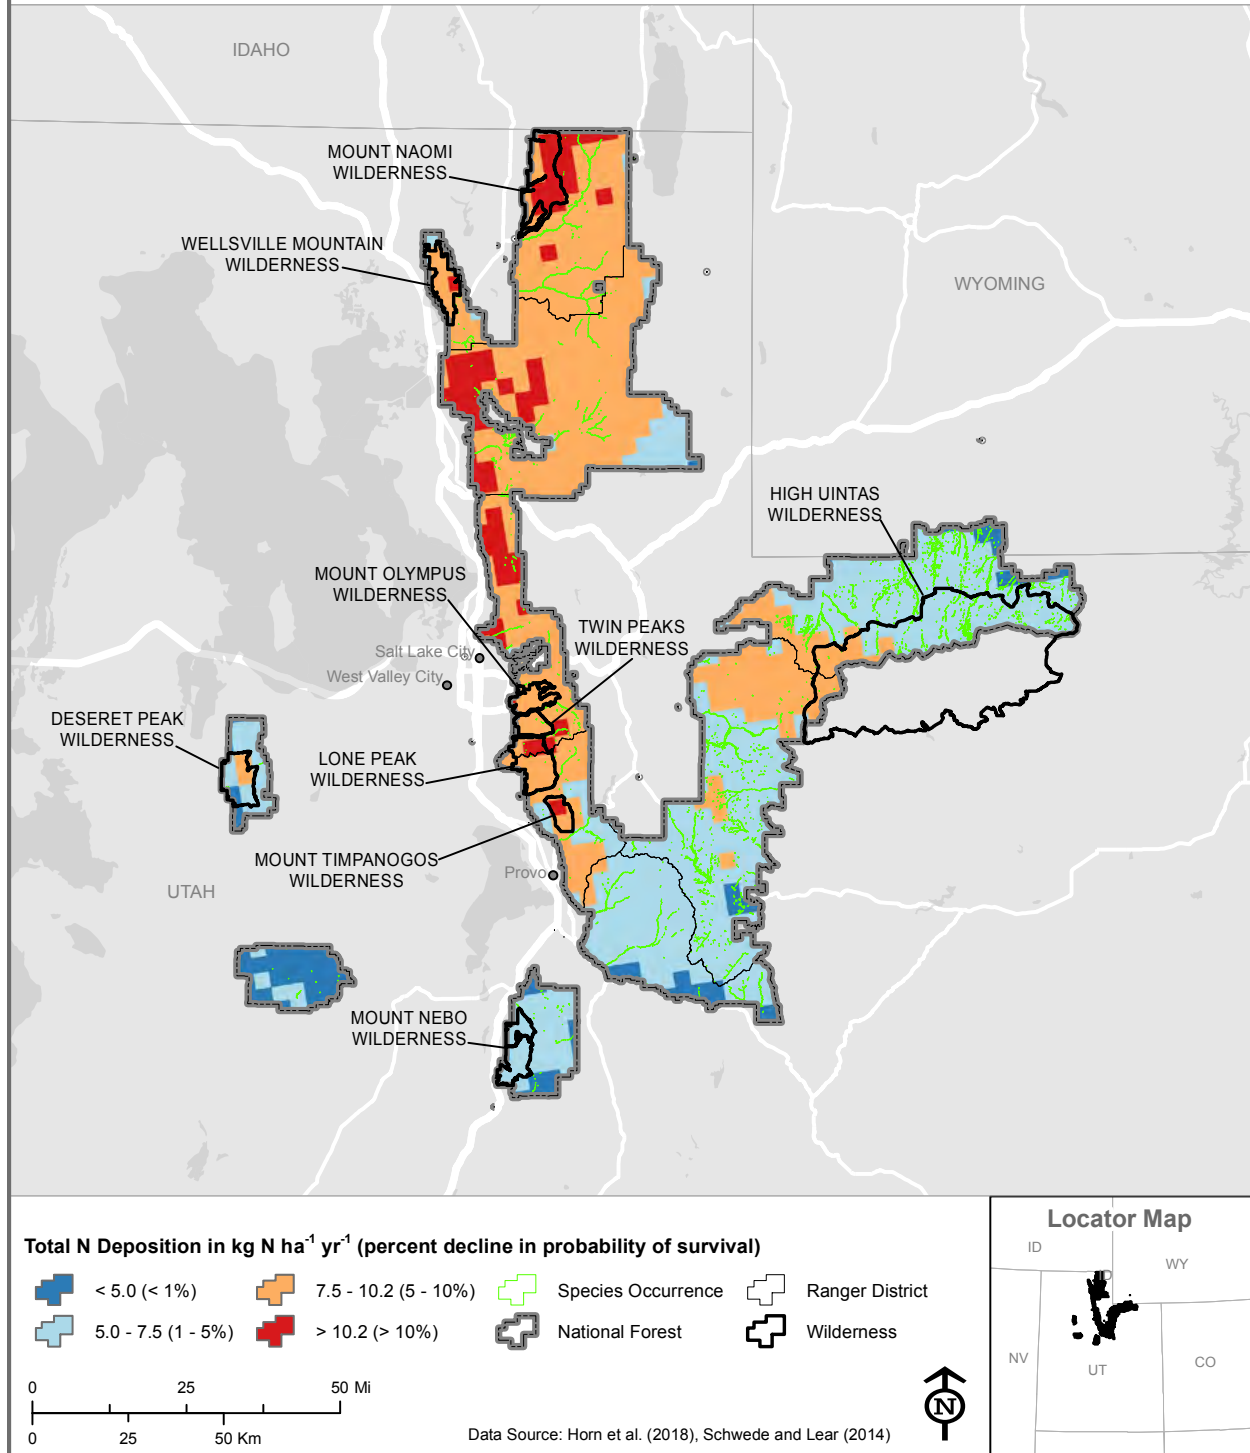 IDAHO
MOUNT NAOMI
WILDERNESS
WELLSVILLE MOUNTAIN
WILDERNESS
WYOMING
HIGH UINTAS
WILDERNESS
MOUNT OLYMPUS
WILDERNESS
TWIN PEAKS
WILDERNESS
Salt Lake City
West Valley City
DESERET PEAK
WILDERNESS
LONE PEAK
WILDERNESS
MOUNT TIMPANOGOS
WILDERNESS
Provo
UTAH
MOUNT NEBO
WILDERNESS
Total N Deposition in kg N ha-1 yr-1 (percent decline in probability of survival)
< 5.0 (< 1%)
7.5 - 10.2 (5 - 10%)
Species Occurrence
Ranger District
5.0 - 7.5 (1 - 5%)
> 10.2 (> 10%)
National Forest
Wilderness
0 25 50 Mi
0 25 50 Km
N
Data Source: Horn et al. (2018), Schwede and Lear (2014)
Locator Map
ID
WY
NV
UT
CO